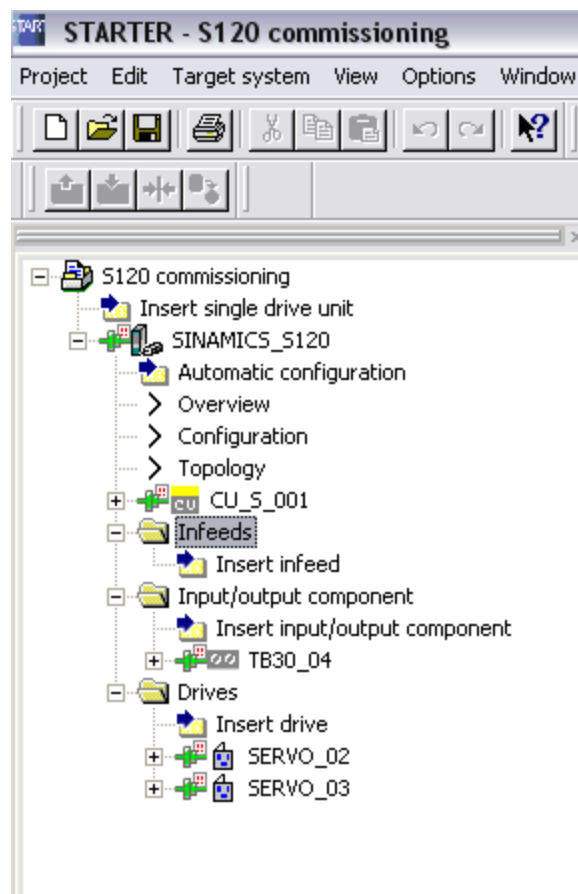 STARTER - S120 commissioning
Project Edit Target system View Options Window
S120 commissioning
Insert single drive unit
SINAMICS_S120
Automatic configuration
Overview
Configuration
Topology
CU_S_001
Infeeds
Insert infeed
Input/output component
Insert input/output component
TB30_04
Drives
Insert drive
SERVO_02
SERVO_03